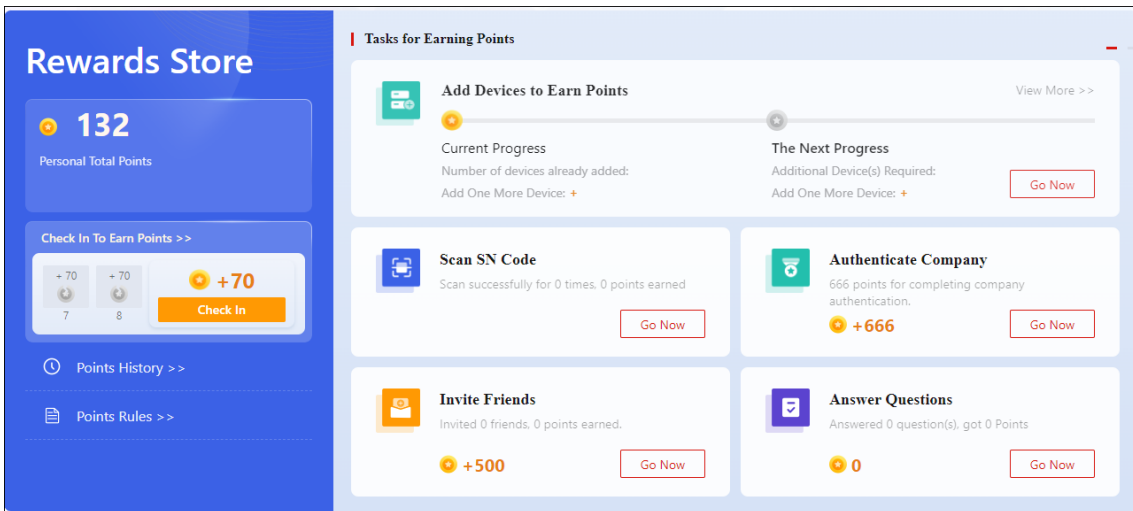 Rewards Store
132
Personal Total Points
Check In To Earn Points >>
+ 70
+ 70
+70
7
8
Check In
Points History >>
Points Rules >>
Tasks for Earning Points
Add Devices to Earn Points
View More >>
Current Progress
Number of devices already added:
Add One More Device: +
The Next Progress
Additional Device(s) Required:
Add One More Device: +
Go Now
Scan SN Code
Scan successfully for 0 times, 0 points earned
Go Now
Authenticate Company
666 points for completing company
authentication.
+666
Go Now
Invite Friends
Invited 0 friends, 0 points earned.
+500
Go Now
Answer Questions
Answered 0 question(s), got 0 Points
0
Go Now